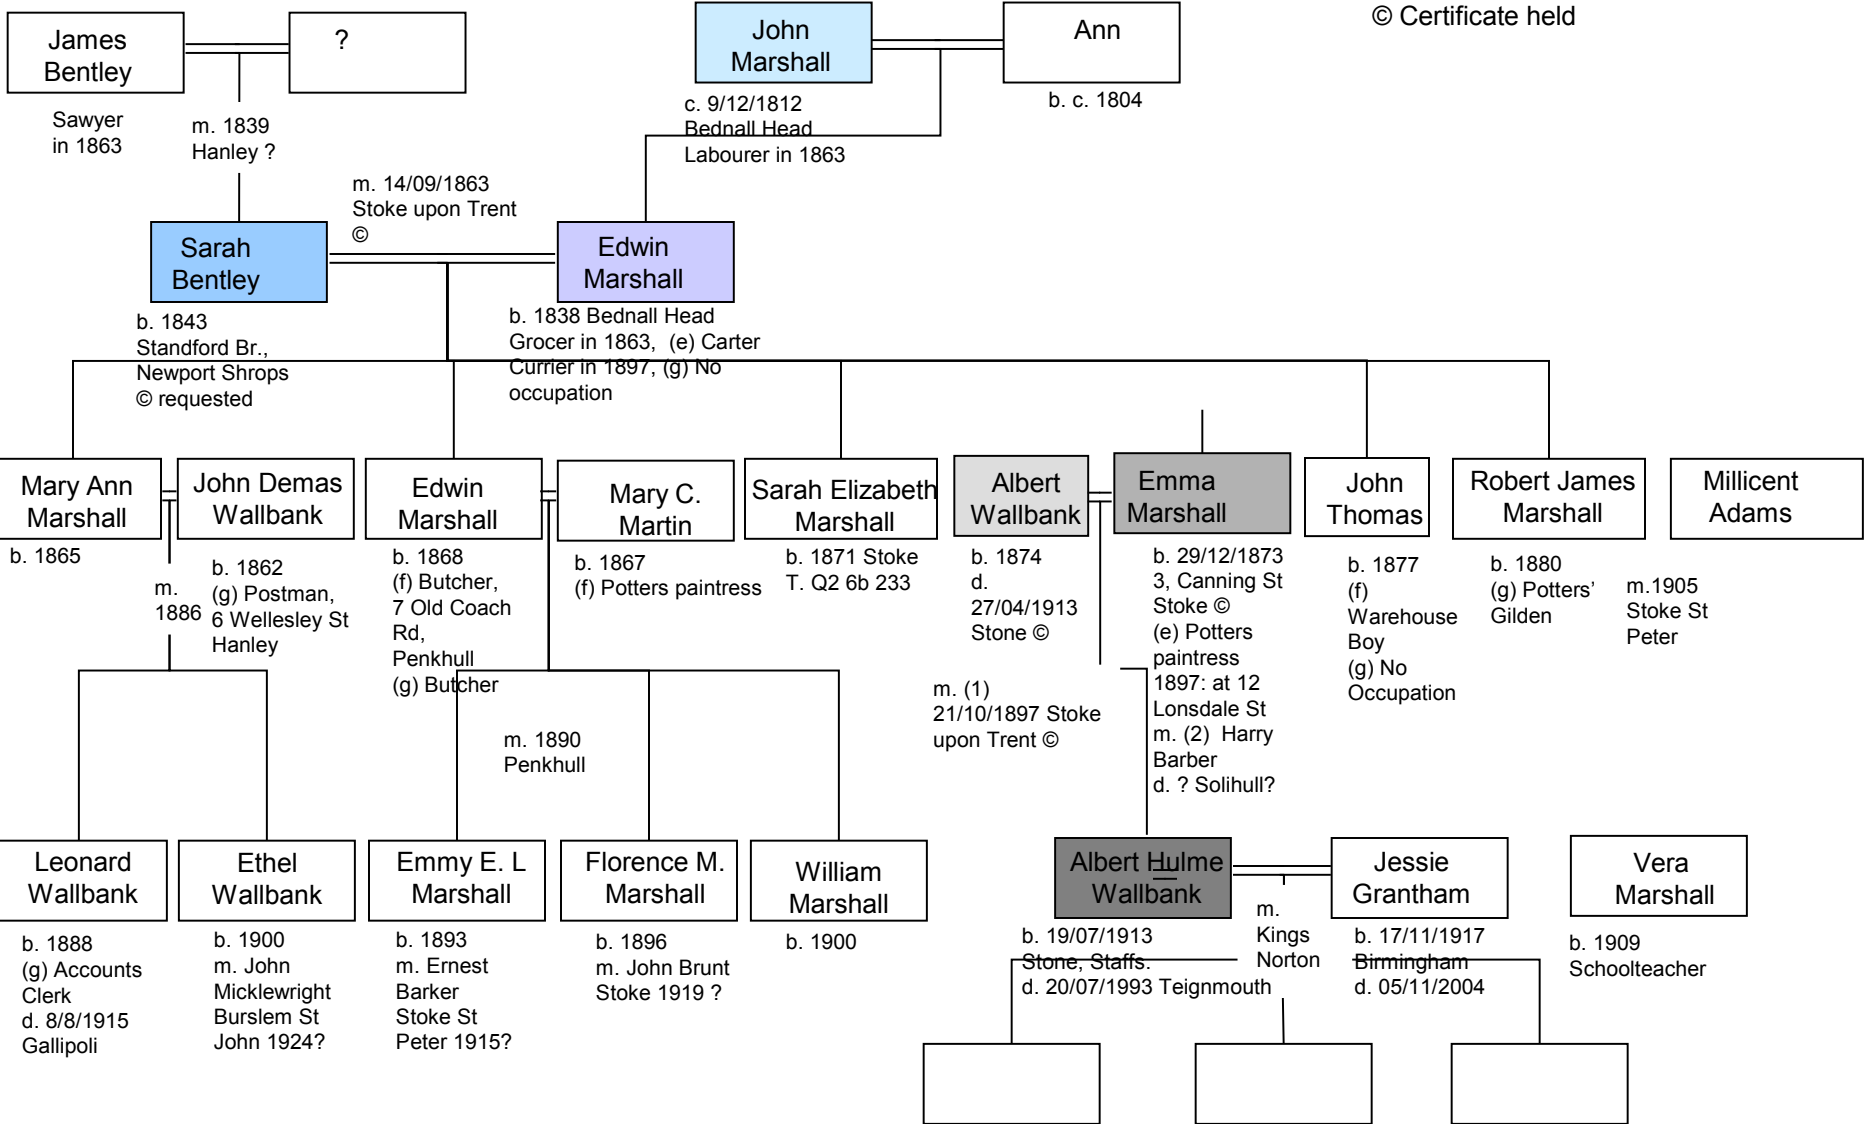 © Certificate held
James
Bentley
?
John
Marshall
Ann
Sawyer
in 1863
m. 1839
Hanley ?
c. 9/12/1812
Bednall Head
Labourer in 1863
b. c. 1804
m. 14/09/1863
Stoke upon Trent
©
Sarah
Bentley
Edwin
Marshall
b. 1843
Standford Br.,
Newport Shrops
© requested
b. 1838 Bednall Head
Grocer in 1863, (e) Carter
Currier in 1897, (g) No
occupation
Mary Ann
Marshall
John Demas
Wallbank
Edwin
Marshall
Mary C.
Martin
Sarah Elizabeth
Marshall
Albert
Wallbank
Emma
Marshall
John
Thomas
Robert James
Marshall
Millicent
Adams
b. 1865
m.
1886
b. 1862
(g) Postman,
6 Wellesley St
Hanley
b. 1868
(f) Butcher,
7 Old Coach
Rd,
Penkhull
(g) Butcher
b. 1867
(f) Potters paintress
b. 1871 Stoke
T. Q2 6b 233
b. 1874
d.
27/04/1913
Stone ©
m. (1)
21/10/1897 Stoke
upon Trent ©
b. 29/12/1873
3, Canning St
Stoke ©
(e) Potters
paintress
1897: at 12
Lonsdale St
m. (2) Harry
Barber
d. ? Solihull?
b. 1877
(f)
Warehouse
Boy
(g) No
Occupation
b. 1880
(g) Potters’
Gilden
m.1905
Stoke St
Peter
m. 1890
Penkhull
Leonard
Wallbank
Ethel
Wallbank
Emmy E. L
Marshall
Florence M.
Marshall
William
Marshall
Albert Hulme
Wallbank
Jessie
Grantham
Vera
Marshall
b. 1888
(g) Accounts
Clerk
d. 8/8/1915
Gallipoli
b. 1900
m. John
Micklewright
Burslem St
John 1924?
b. 1893
m. Ernest
Barker
Stoke St
Peter 1915?
b. 1896
m. John Brunt
Stoke 1919 ?
b. 1900
b. 19/07/1913
Stone, Staffs.
d. 20/07/1993 Teignmouth
m.
Kings
Norton
b. 17/11/1917
Birmingham
d. 05/11/2004
b. 1909
Schoolteacher